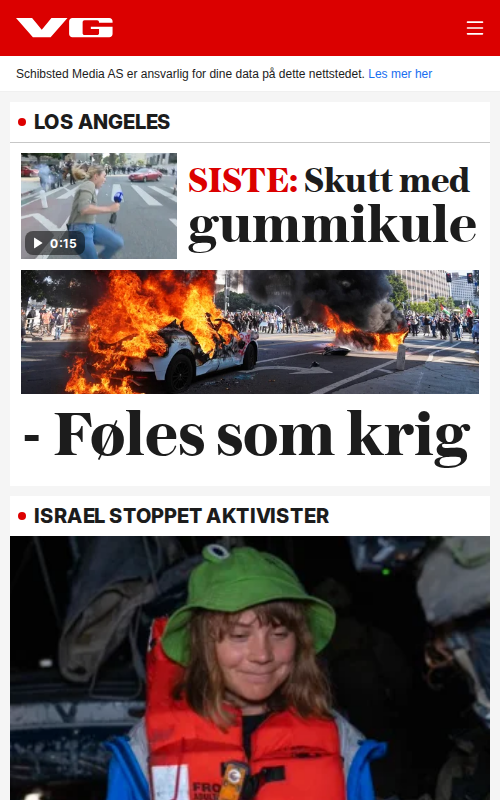 VG
Schibsted Media AS er ansvarlig for dine data på dette nettstedet. Les mer her
LOS ANGELES
SISTE: Skutt med
gummikule
0:15
- Føles som krig
ISRAEL STOPPET AKTIVISTER
FRO